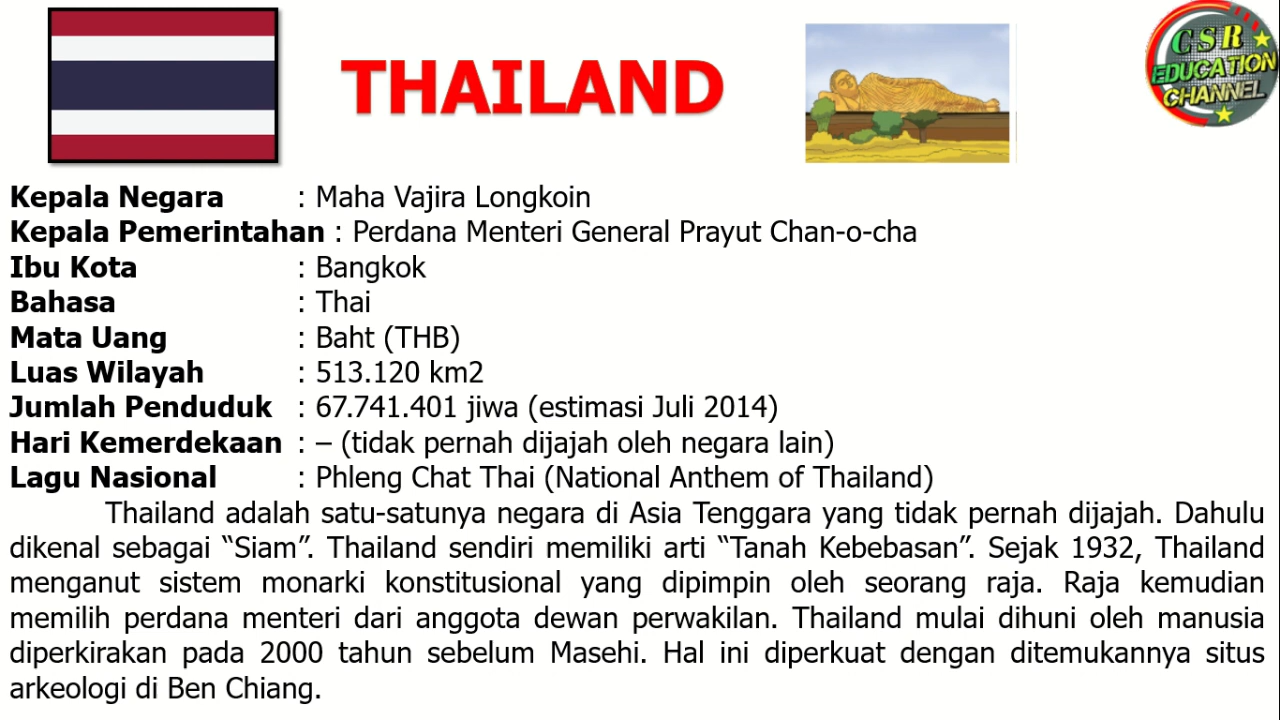 THAILAND
CSR
EDUCATION
CHANNEL
Kepala Negara : Maha Vajira Longkoin
Kepala Pemerintahan : Perdana Menteri General Prayut Chan-o-cha
Ibu Kota : Bangkok
Bahasa : Thai
Mata Uang : Baht (THB)
Luas Wilayah : 513.120 km2
Jumlah Penduduk : 67.741.401 jiwa (estimasi Juli 2014)
Hari Kemerdekaan : – (tidak pernah dijajah oleh negara lain)
Lagu Nasional : Phleng Chat Thai (National Anthem of Thailand)
Thailand adalah satu-satunya negara di Asia Tenggara yang tidak pernah dijajah. Dahulu
dikenal sebagai “Siam”. Thailand sendiri memiliki arti “Tanah Kebebasan”. Sejak 1932, Thailand
menganut sistem monarki konstitusional yang dipimpin oleh seorang raja. Raja kemudian
memilih perdana menteri dari anggota dewan perwakilan. Thailand mulai dihuni oleh manusia
diperkirakan pada 2000 tahun sebelum Masehi. Hal ini diperkuat dengan ditemukannya situs
arkeologi di Ben Chiang.